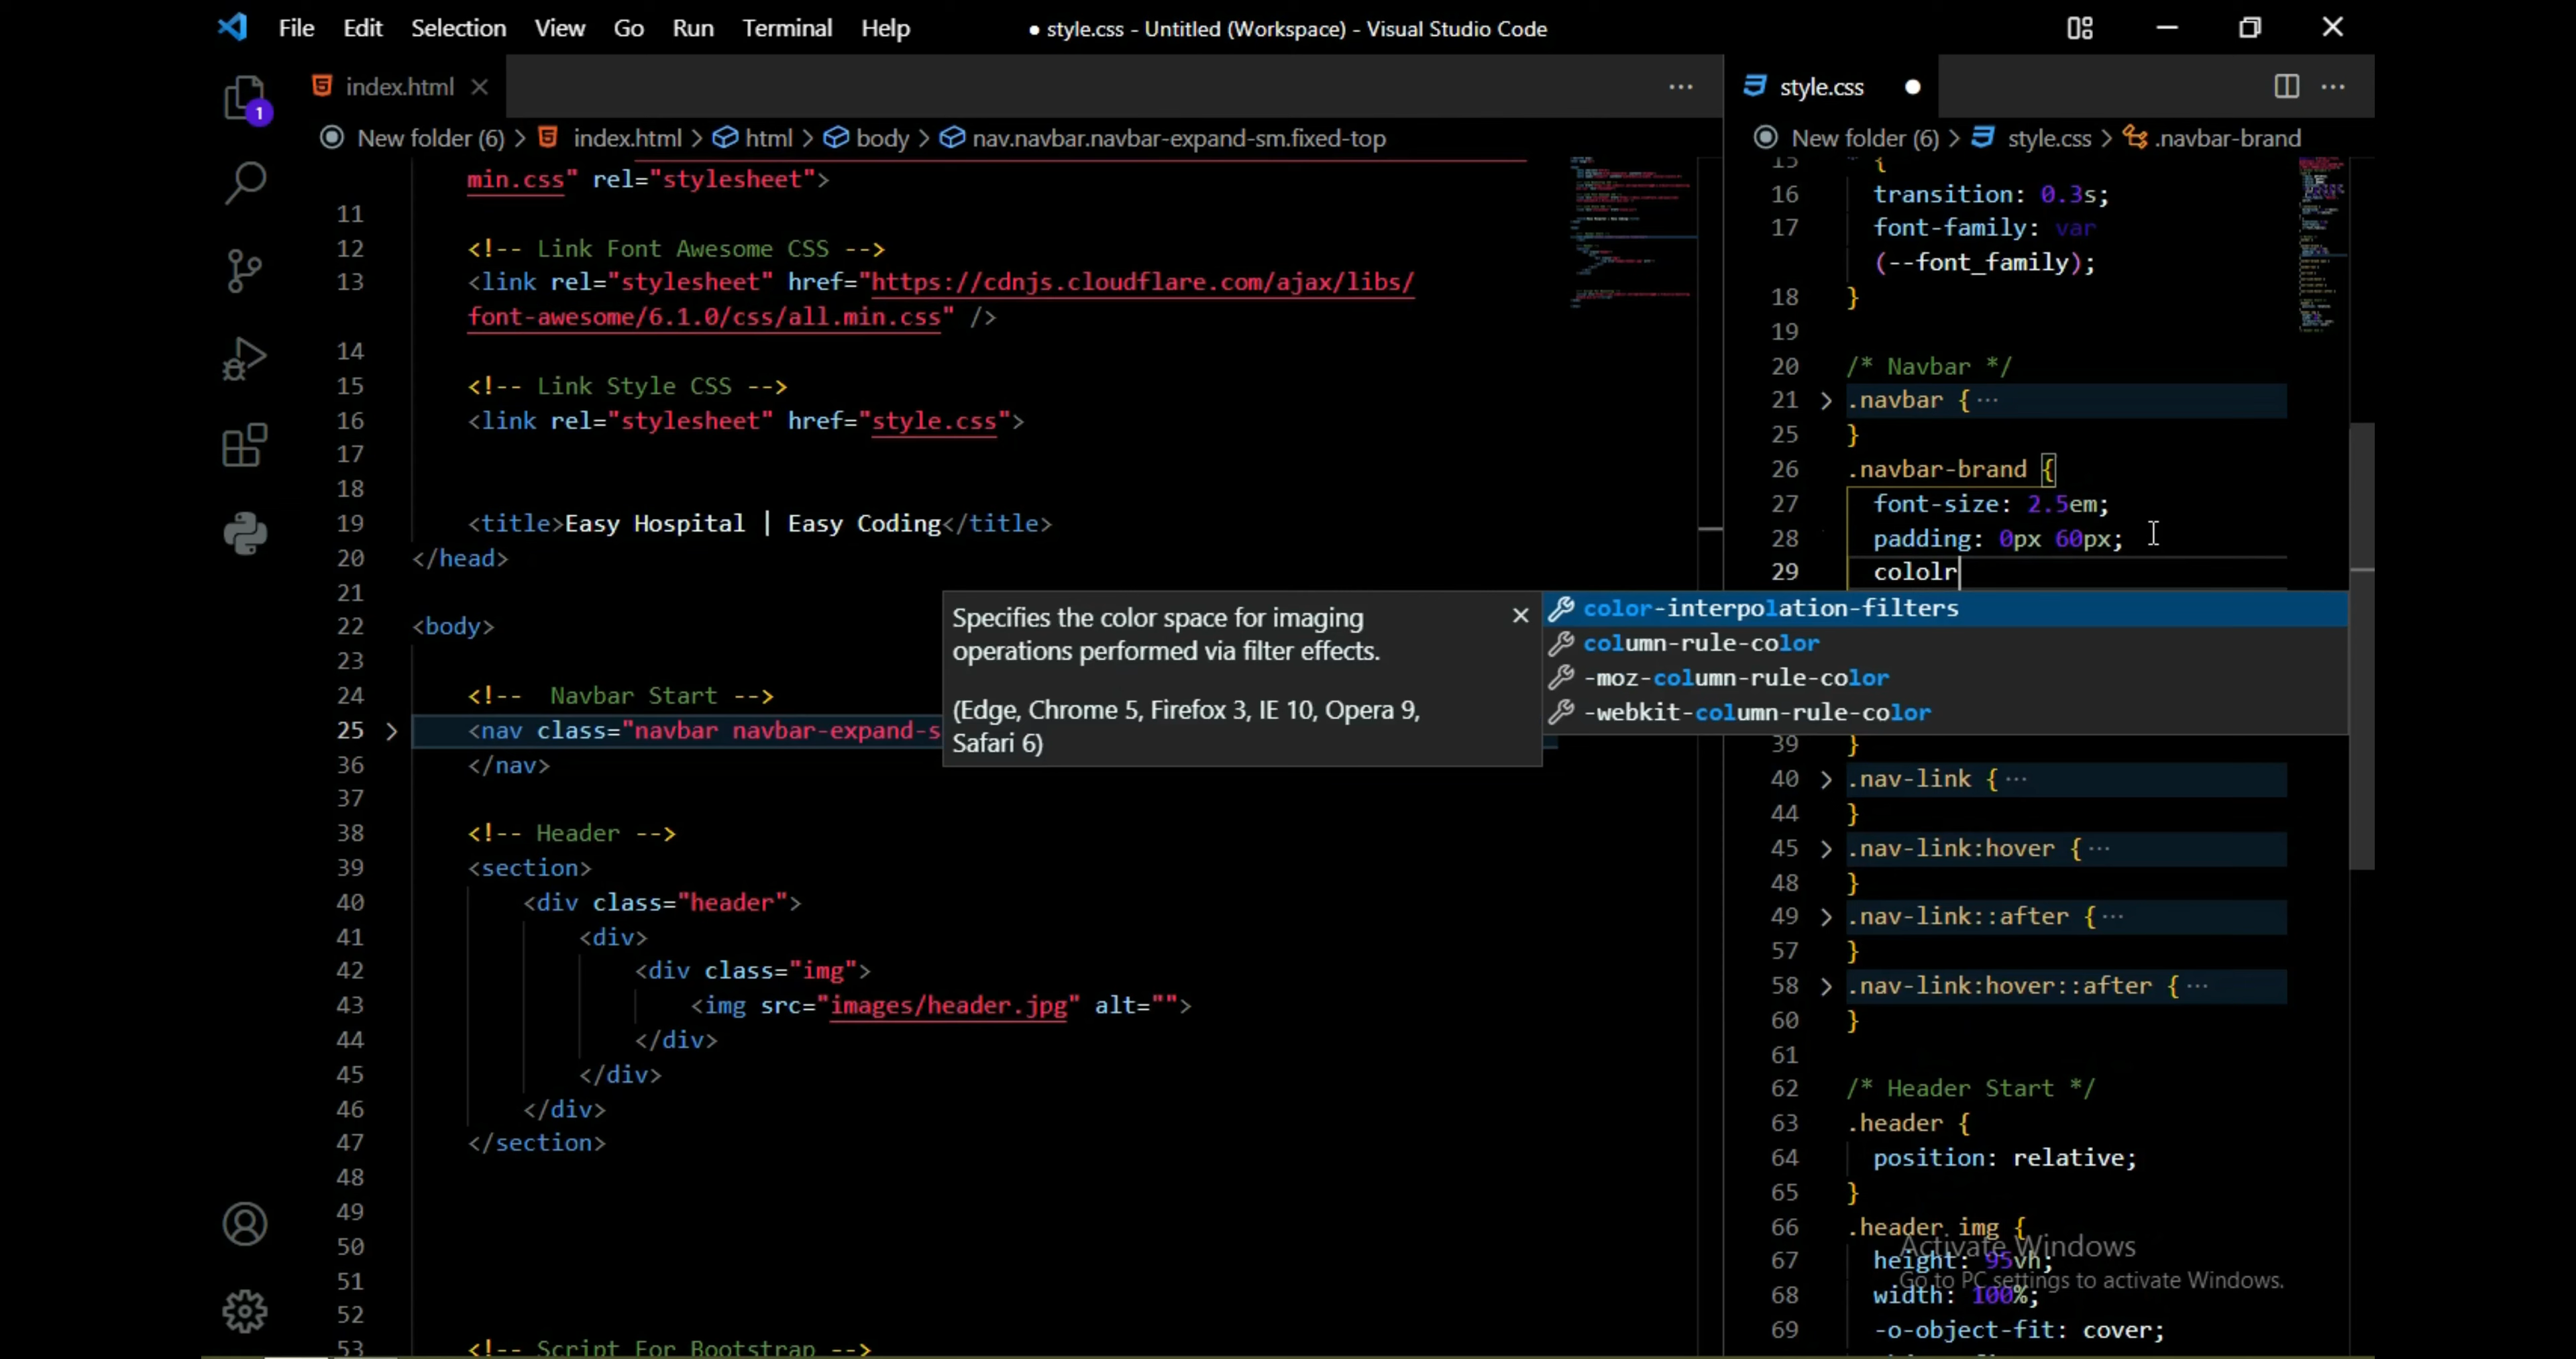 File Edit Selection View Go Run Terminal Help
● style.css - Untitled (Workspace) - Visual Studio Code
1
index.html
New folder (6) > index.html > html > body > nav.navbar.navbar-expand-sm.fixed-top
min.css" rel="stylesheet">
11
12 <!-- Link Font Awesome CSS -->
13 <link rel="stylesheet" href="https://cdnjs.cloudflare.com/ajax/libs/
font-awesome/6.1.0/css/all.min.css" />
14
15 <!-- Link Style CSS -->
16 <link rel="stylesheet" href="style.css">
17
18
19 <title>Easy Hospital | Easy Coding</title>
20 </head>
21
22 <body>
23
24 <!--  Navbar Start -->
25 <nav class="navbar navbar-expand-s
36 </nav>
37
38 <!-- Header -->
39 <section>
40 <div class="header">
41 <div>
42 <div class="img">
43 <img src="images/header.jpg" alt="">
44 </div>
45 </div>
46 </div>
47 </section>
48
49
50
51
52
53 <!-- Script For Bootstrap -->
Specifies the color space for imaging
operations performed via filter effects.
(Edge, Chrome 5, Firefox 3, IE 10, Opera 9,
Safari 6)
style.css
New folder (6) > style.css > .navbar-brand
15 {
16 transition: 0.3s;
17 font-family: var
(--font_family);
18 }
19
20 /* Navbar */
21 .navbar { ...
25 }
26 .navbar-brand {
27 font-size: 2.5em;
28 padding: 0px 60px;
29 cololr
color-interpolation-filters
column-rule-color
-moz-column-rule-color
-webkit-column-rule-color
39 }
40 .nav-link { ...
44 }
45 .nav-link:hover { ...
48 }
49 .nav-link::after { ...
57 }
58 .nav-link:hover::after { ...
60 }
61
62 /* Header Start */
63 .header {
64 position: relative;
65 }
66 .header img {
67 height: 95vh;
68 width: 100%;
69 -o-object-fit: cover;
Activate Windows
Go to PC settings to activate Windows.